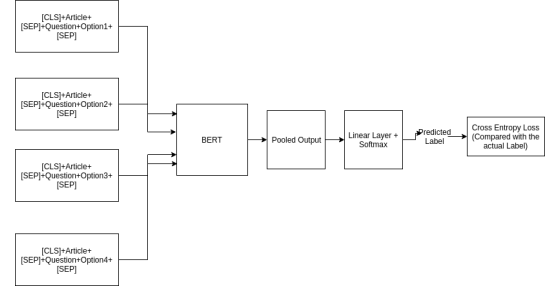 [CLS]+Article+
[SEP]+Question+Option1+
[SEP]
[CLS]+Article+
[SEP]+Question+Option2+
[SEP]
[CLS]+Article+
[SEP]+Question+Option3+
[SEP]
[CLS]+Article+
[SEP]+Question+Option4+
[SEP]
BERT
Pooled Output
Linear Layer +
Softmax
Predicted
Label
Cross Entropy Loss
(Compared with the
actual Label)